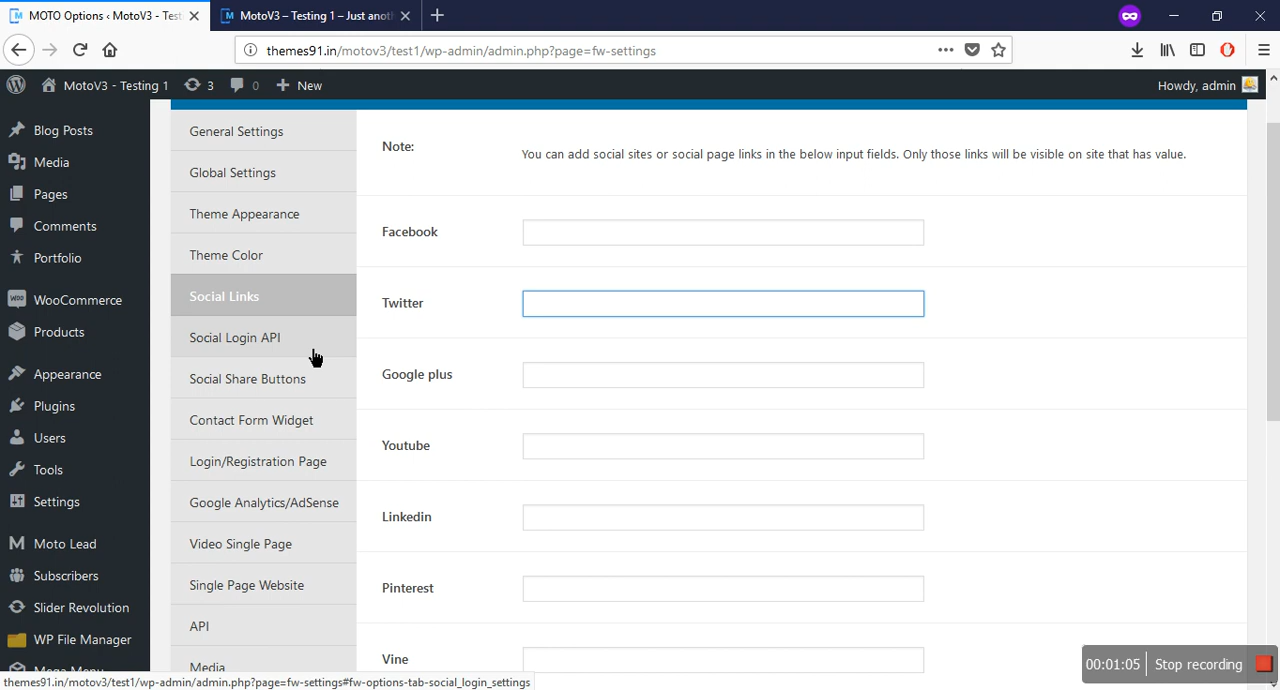 MOTO Options ‹ MotoV3 - Test
MotoV3 – Testing 1 – Just anot
themes91.in/motov3/test1/wp-admin/admin.php?page=fw-settings
MotoV3 - Testing 1
3
0
New
Howdy, admin
Blog Posts
Media
Pages
Comments
Portfolio
WooCommerce
Products
Appearance
Plugins
Users
Tools
Settings
Moto Lead
Subscribers
Slider Revolution
WP File Manager
Mega Menu
General Settings
Global Settings
Theme Appearance
Theme Color
Social Links
Social Login API
Social Share Buttons
Contact Form Widget
Login/Registration Page
Google Analytics/AdSense
Video Single Page
Single Page Website
API
Media
Note:
You can add social sites or social page links in the below input fields. Only those links will be visible on site that has value.
Facebook
Twitter
Google plus
Youtube
Linkedin
Pinterest
Vine
00:01:05
Stop recording
themes91.in/motov3/test1/wp-admin/admin.php?page=fw-settings#fw-options-tab-social_login_settings